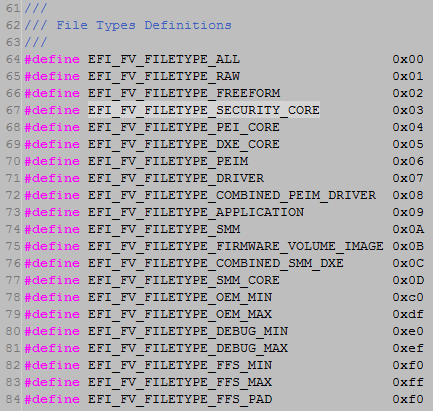 61 ///
62 /// File Types Definitions
63 ///
64 #define EFI_FV_FILETYPE_ALL 0x00
65 #define EFI_FV_FILETYPE_RAW 0x01
66 #define EFI_FV_FILETYPE_FREEFORM 0x02
67 #define EFI_FV_FILETYPE_SECURITY_CORE 0x03
68 #define EFI_FV_FILETYPE_PEI_CORE 0x04
69 #define EFI_FV_FILETYPE_DXE_CORE 0x05
70 #define EFI_FV_FILETYPE_PEIM 0x06
71 #define EFI_FV_FILETYPE_DRIVER 0x07
72 #define EFI_FV_FILETYPE_COMBINED_PEIM_DRIVER 0x08
73 #define EFI_FV_FILETYPE_APPLICATION 0x09
74 #define EFI_FV_FILETYPE_SMM 0x0A
75 #define EFI_FV_FILETYPE_FIRMWARE_VOLUME_IMAGE 0x0B
76 #define EFI_FV_FILETYPE_COMBINED_SMM_DXE 0x0C
77 #define EFI_FV_FILETYPE_SMM_CORE 0x0D
78 #define EFI_FV_FILETYPE_OEM_MIN 0xc0
79 #define EFI_FV_FILETYPE_OEM_MAX 0xdf
80 #define EFI_FV_FILETYPE_DEBUG_MIN 0xe0
81 #define EFI_FV_FILETYPE_DEBUG_MAX 0xef
82 #define EFI_FV_FILETYPE_FFS_MIN 0xf0
83 #define EFI_FV_FILETYPE_FFS_MAX 0xff
84 #define EFI_FV_FILETYPE_FFS_PAD 0xf0